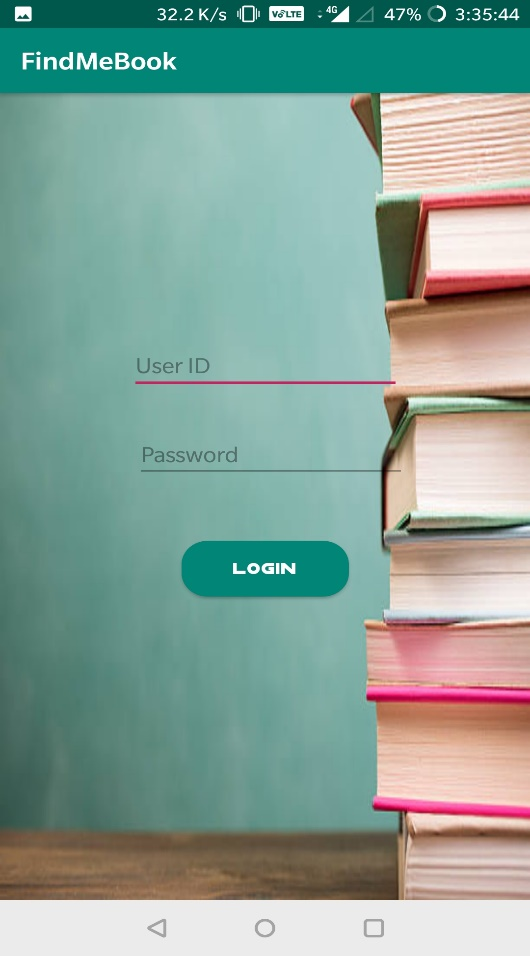 32.2 K/s VoLTE 4G 47% 3:35:44
FindMeBook
User ID
Password
LOGIN